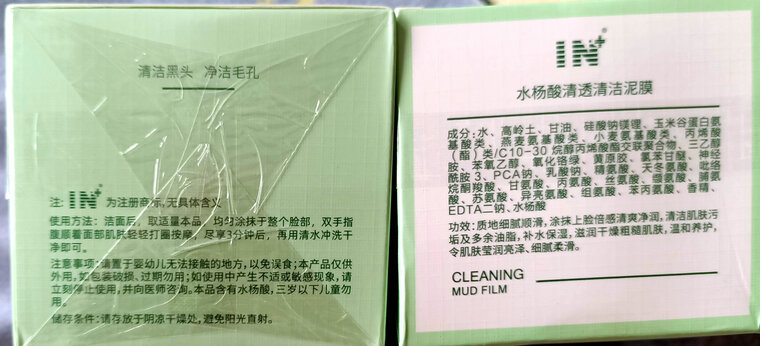 清洁黑头 净洁毛孔
注: IN+ 为注册商标,无具体含义
使用方法: 洁面后, 取适量本品, 均匀涂抹于整个脸部, 双手指
腹顺着面部肌肤轻轻打圈按摩, 尽享3分钟后, 再用清水冲洗干
净即可。
注意事项: 请置于婴幼儿无法接触的地方, 以免误食; 本产品仅供
外用, 如包装破损、过期勿用; 如使用中产生不适或敏感现象, 请
立刻停止使用, 并向医师咨询。本品含有水杨酸, 三岁以下儿童勿
用。
储存条件: 请存放于阴凉干燥处, 避免阳光直射。
IN+
水杨酸清透清洁泥膜
成分: 水、高岭土、甘油、硅酸钠镁锂、玉米谷蛋白氨
基酸类、燕麦氨基酸类、小麦氨基酸类、丙烯酸
(酯)类/C10-30 烷醇丙烯酸酯交联聚合物、三乙醇
胺、苯氧乙醇、氧化铬绿、黄原胶、氯苯甘醚、神经
酰胺3、PCA钠、乳酸钠、精氨酸、天冬氨酸、吡咯
烷酮羧酸、甘氨酸、丙氨酸、丝氨酸、缬氨酸、脯氨
酸、苏氨酸、异亮氨酸、组氨酸、苯丙氨酸、香精、
EDTA二钠、水杨酸
功效: 质地细腻顺滑, 涂抹上脸倍感清爽净润, 清洁肌肤污
垢及多余油脂, 补水保湿, 滋润干燥粗糙肌肤, 温和养护,
令肌肤莹润亮泽、细腻柔滑。
CLEANING
MUD FILM